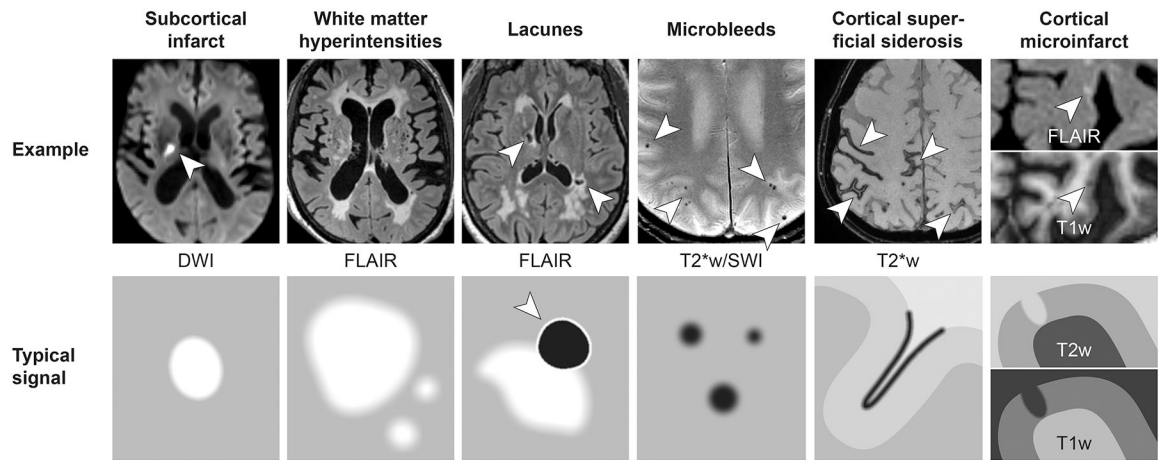 Subcortical
infarct
White matter
hyperintensities
Lacunes
Microbleeds
Cortical super-
ficial siderosis
Cortical
microinfarct
Example
FLAIR
T1w
DWI
FLAIR
FLAIR
T2*w/SWI
T2*w
Typical
signal
T2w
T1w